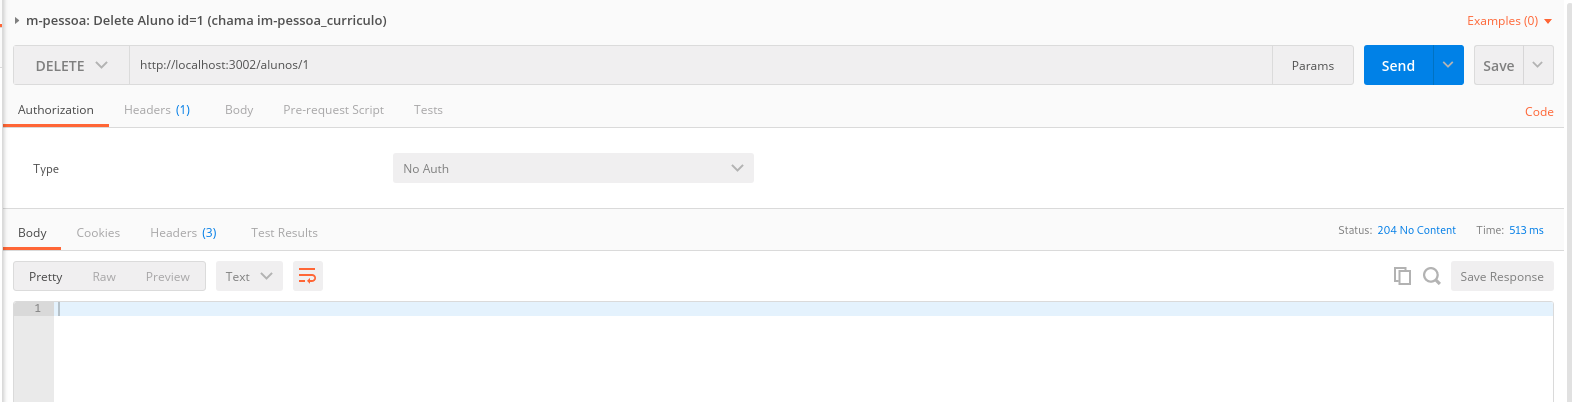 m-pessoa: Delete Aluno id=1 (chama im-pessoa_curriculo) Examples (0)
DELETE http://localhost:3002/alunos/1 Params Send Save
Authorization Headers (1) Body Pre-request Script Tests Code
Type No Auth
Body Cookies Headers (3) Test Results Status: 204 No Content Time: 513 ms
Pretty Raw Preview Text Save Response
1